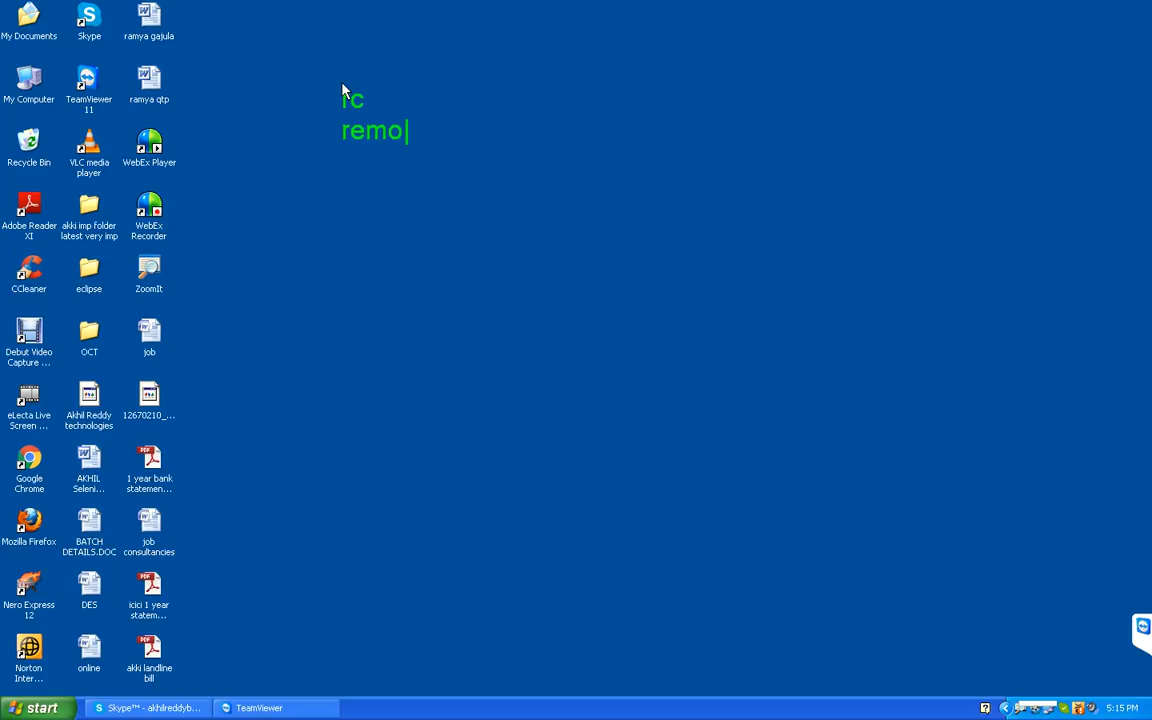 My Documents
Skype
ramya gajula
My Computer
TeamViewer
11
ramya qtp
Recycle Bin
VLC media
player
WebEx Player
Adobe Reader
XI
akki imp folder
latest very imp
WebEx
Recorder
CCleaner
eclipse
ZoomIt
Debut Video
Capture ...
OCT
job
eLecta Live
Screen ...
Akhil Reddy
technologies
12670210_...
Google
Chrome
AKHIL
Seleni...
1 year bank
statemen...
Mozilla Firefox
BATCH
DETAILS.DOC
job
consultancies
Nero Express
12
DES
icici 1 year
statem...
Norton
Inter...
online
akki landline
bill
rc
remo
start
Skype™ - akhilreddyb...
TeamViewer
5:15 PM